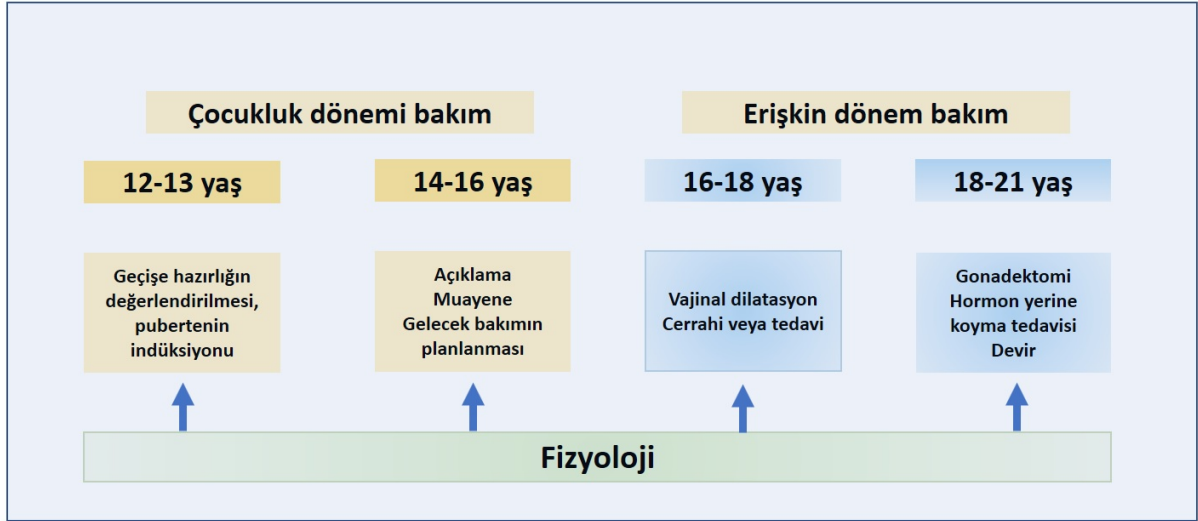 Çocukluk dönemi bakım
Erişkin dönem bakım
12-13 yaş
14-16 yaş
16-18 yaş
18-21 yaş
Geçişe hazırlığın
değerlendirilmesi,
pubertenin
indüksiyonu
Açıklama
Muayene
Gelecek bakımın
planlanması
Vajinal dilatasyon
Cerrahi veya tedavi
Gonadektomi
Hormon yerine
koyma tedavisi
Devir
Fizyoloji